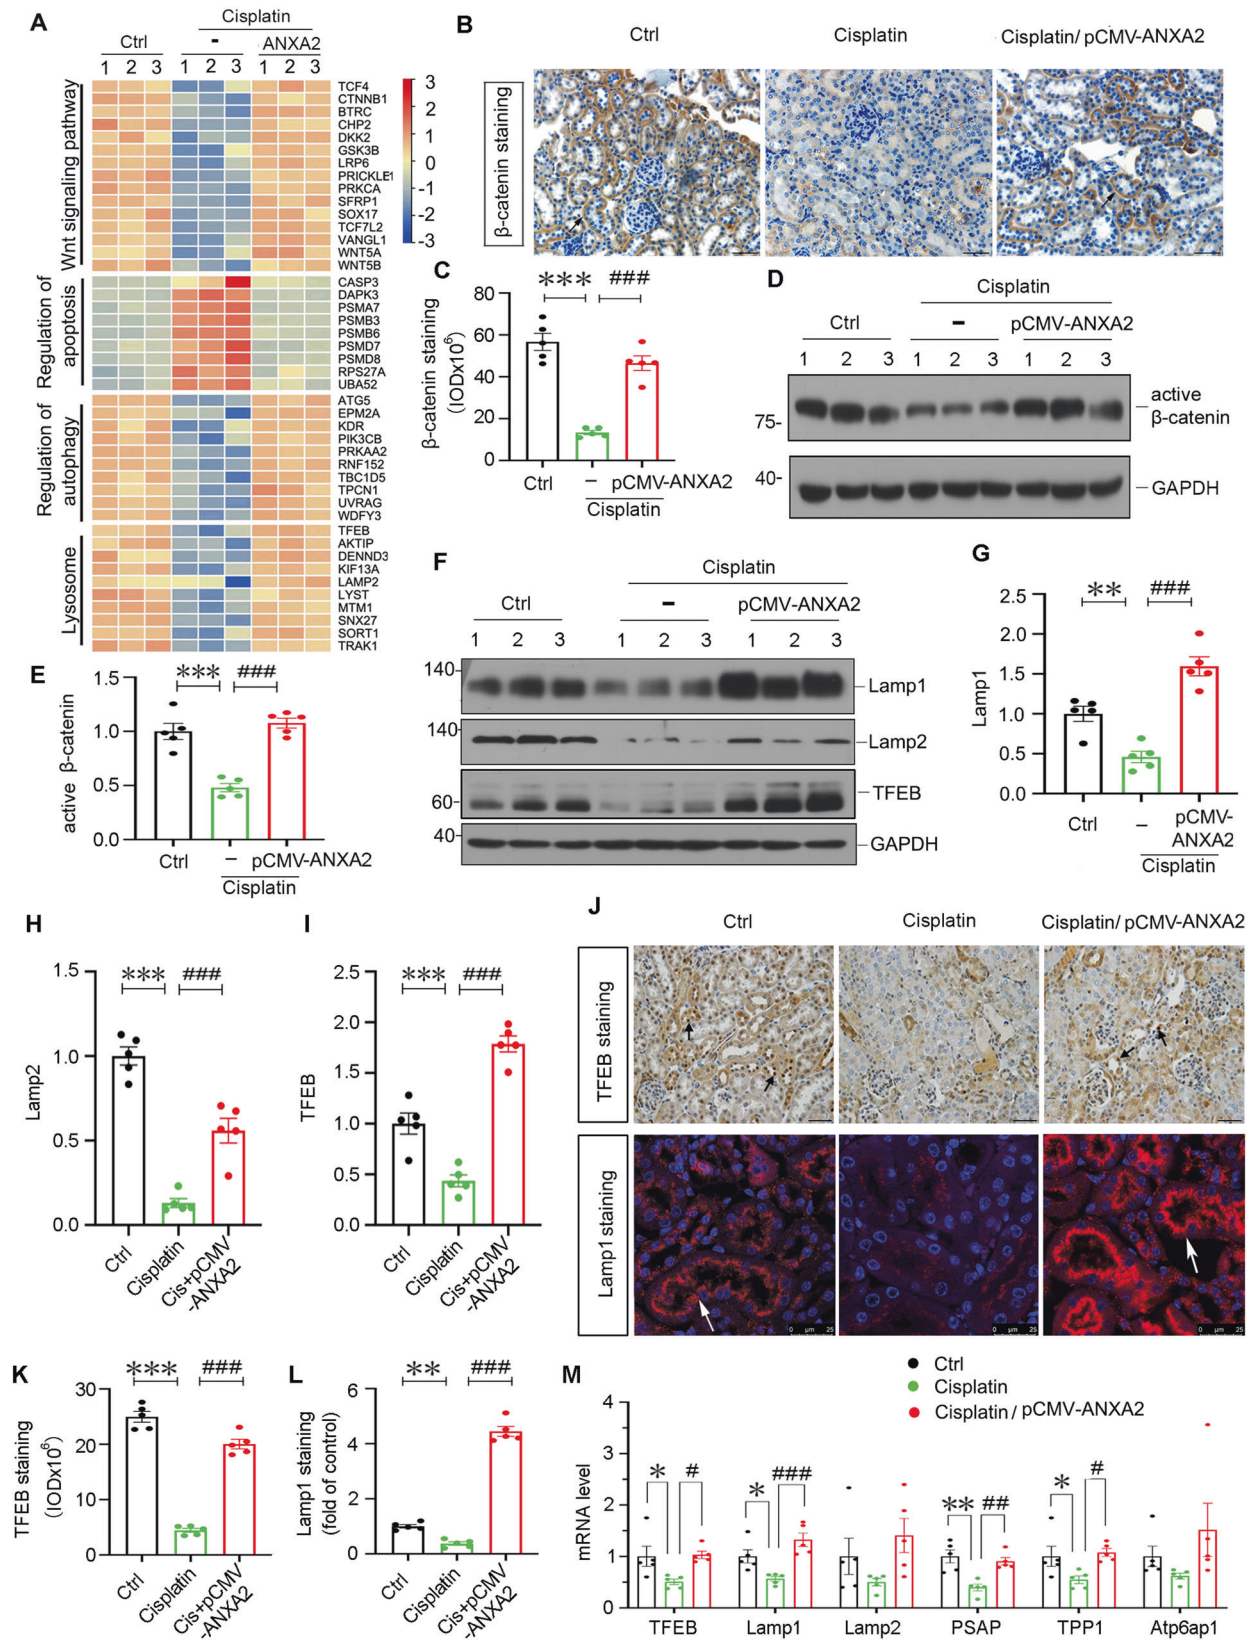 A
Cisplatin
Ctrl
-
ANXA2
1 2 3 1 2 3 1 2 3
Wnt signaling pathway
TCF4
CTNNB1
BTRC
CHP2
DKK2
GSK3B
LRP6
PRICKLE1
PRKCA
SFRP1
SOX17
TCF7L2
VANGL1
WNT5A
WNT5B
Regulation of
apoptosis
CASP3
DAPK3
PSMA7
PSMB3
PSMB6
PSMD7
PSMD8
RPS27A
UBA52
Regulation of
autophagy
ATG5
EPM2A
KDR
PIK3CB
PRKAA2
RNF152
TBC1D5
TPCN1
UVRAG
WDFY3
Lysosome
TFEB
AKTIP
DENND3
KIF13A
LAMP2
LYST
MTM1
SNX27
SORT1
TRAK1
3
2
1
0
-1
-2
-3
B
Ctrl
Cisplatin
Cisplatin/ pCMV-ANXA2
β-catenin staining
C
*** ###
β-catenin staining
(IODx10⁶)
80
60
40
20
0
Ctrl
– pCMV-ANXA2
Cisplatin
D
Cisplatin
Ctrl
-
pCMV-ANXA2
1 2 3 1 2 3 1 2 3
75-
active
β-catenin
40-
GAPDH
E
*** ###
active β-catenin
1.5
1.0
0.5
0.0
Ctrl
– pCMV-ANXA2
Cisplatin
F
Cisplatin
Ctrl
-
pCMV-ANXA2
1 2 3 1 2 3 1 2 3
140
Lamp1
140
Lamp2
60-
TFEB
40
GAPDH
G
** ###
Lamp1
2.5
2.0
1.5
1.0
0.5
0.0
Ctrl
–
pCMV-
ANXA2
Cisplatin
H
*** ###
Lamp2
1.5
1.0
0.5
0.0
Ctrl
Cisplatin
Cis+pCMV
-ANXA2
I
*** ###
TFEB
2.5
2.0
1.5
1.0
0.5
0.0
Ctrl
Cisplatin
Cis+pCMV
-ANXA2
J
Ctrl
Cisplatin
Cisplatin/ pCMV-ANXA2
TFEB staining
Lamp1 staining
0 μm 25
0 μm 25
0 μm 25
K
*** ###
TFEB staining
(IODx10⁶)
30
20
10
0
Ctrl
Cisplatin
Cis+pCMV
-ANXA2
L
** ###
Lamp1 staining
(fold of control)
6
4
2
0
Ctrl
Cisplatin
Cis+pCMV
-ANXA2
M
Ctrl
Cisplatin
Cisplatin/ pCMV-ANXA2
mRNA level
4
3
2
1
0
* #
* ###
** ##
* #
TFEB Lamp1 Lamp2 PSAP TPP1 Atp6ap1